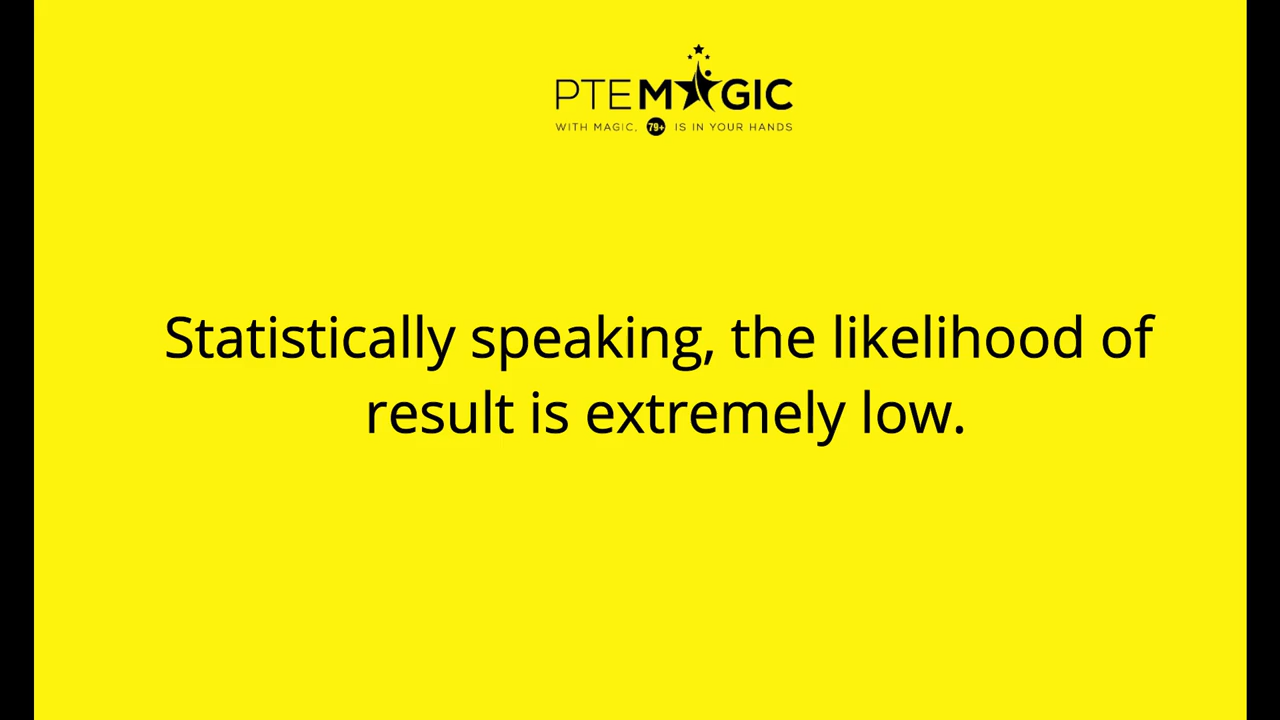 PTEMAGIC
WITH MAGIC, 79+ IS IN YOUR HANDS
Statistically speaking, the likelihood of
result is extremely low.